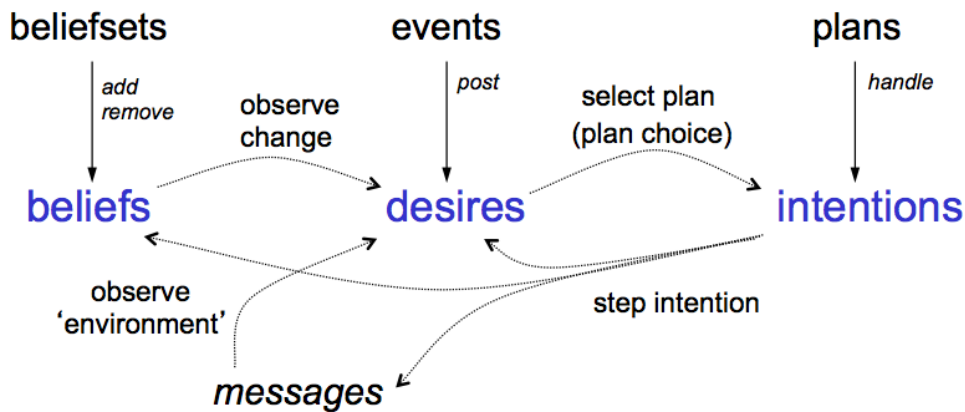 beliefsets events plans
add
remove
post
handle
observe
change
select plan
(plan choice)
beliefs desires intentions
observe
‘environment’
step intention
messages